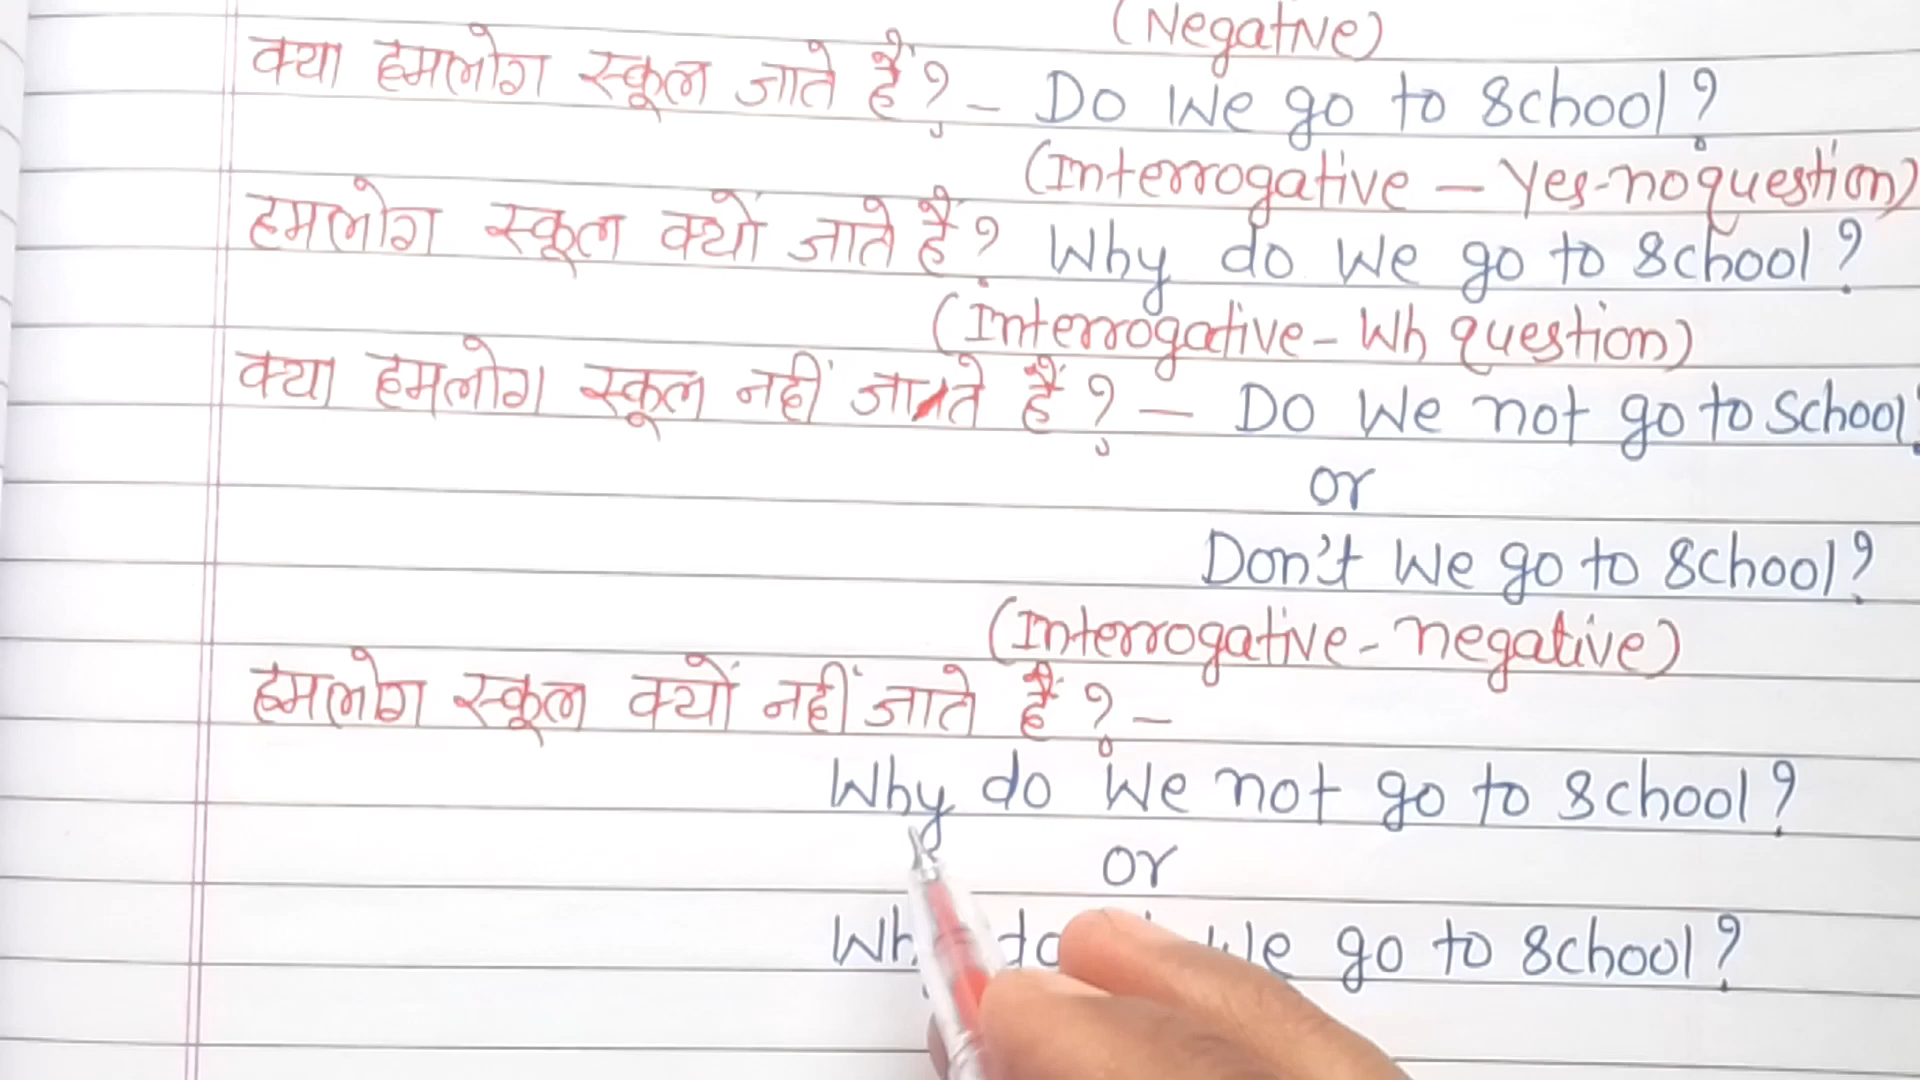 (Negative)
क्या हमलोग स्कूल जाते हैं? - Do we go to school?
(Interrogative - Yes-no question)
हमलोग स्कूल क्यों जाते हैं? Why do we go to school?
(Interrogative - Wh question)
क्या हमलोग स्कूल नहीं जाते हैं? - Do we not go to school?
or
Don't we go to school?
(Interrogative - negative)
हमलोग स्कूल क्यों नहीं जाते हैं? -
Why do we not go to school?
or
we go to school?